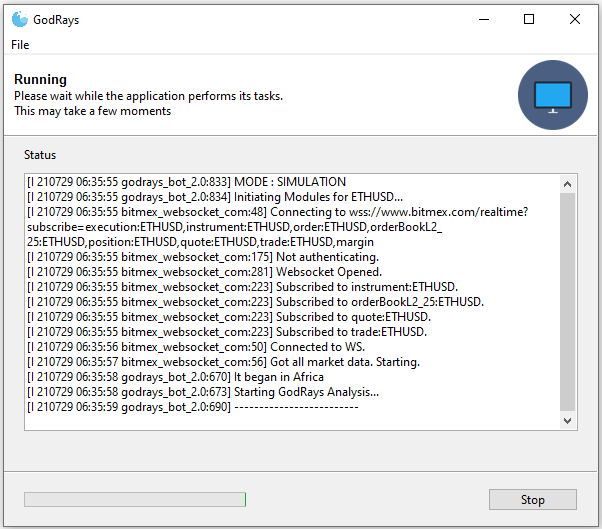 GodRays
File
Running
Please wait while the application performs its tasks.
This may take a few moments
Status
[I 210729 06:35:55 godrays_bot_2.0:833] MODE : SIMULATION
[I 210729 06:35:55 godrays_bot_2.0:834] Initiating Modules for ETHUSD...
[I 210729 06:35:55 bitmex_websocket_com:48] Connecting to wss://www.bitmex.com/realtime?
subscribe=execution:ETHUSD,instrument:ETHUSD,order:ETHUSD,orderBookL2_
25:ETHUSD,position:ETHUSD,quote:ETHUSD,trade:ETHUSD,margin
[I 210729 06:35:55 bitmex_websocket_com:175] Not authenticating.
[I 210729 06:35:55 bitmex_websocket_com:281] Websocket Opened.
[I 210729 06:35:55 bitmex_websocket_com:223] Subscribed to instrument:ETHUSD.
[I 210729 06:35:55 bitmex_websocket_com:223] Subscribed to orderBookL2_25:ETHUSD.
[I 210729 06:35:55 bitmex_websocket_com:223] Subscribed to quote:ETHUSD.
[I 210729 06:35:55 bitmex_websocket_com:223] Subscribed to trade:ETHUSD.
[I 210729 06:35:56 bitmex_websocket_com:50] Connected to WS.
[I 210729 06:35:57 bitmex_websocket_com:56] Got all market data. Starting.
[I 210729 06:35:58 godrays_bot_2.0:670] It began in Africa
[I 210729 06:35:58 godrays_bot_2.0:673] Starting GodRays Analysis...
[I 210729 06:35:59 godrays_bot_2.0:690] -------------------------
Stop